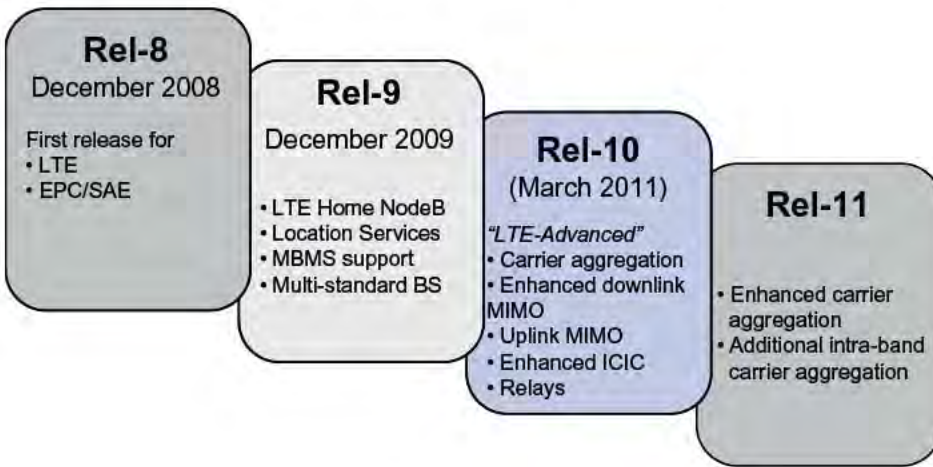 Rel-8
December 2008
First release for
• LTE
• EPC/SAE
Rel-9
December 2009
• LTE Home NodeB
• Location Services
• MBMS support
• Multi-standard BS
Rel-10
(March 2011)
"LTE-Advanced"
• Carrier aggregation
• Enhanced downlink
MIMO
• Uplink MIMO
• Enhanced ICIC
• Relays
Rel-11
• Enhanced carrier
aggregation
• Additional intra-band
carrier aggregation